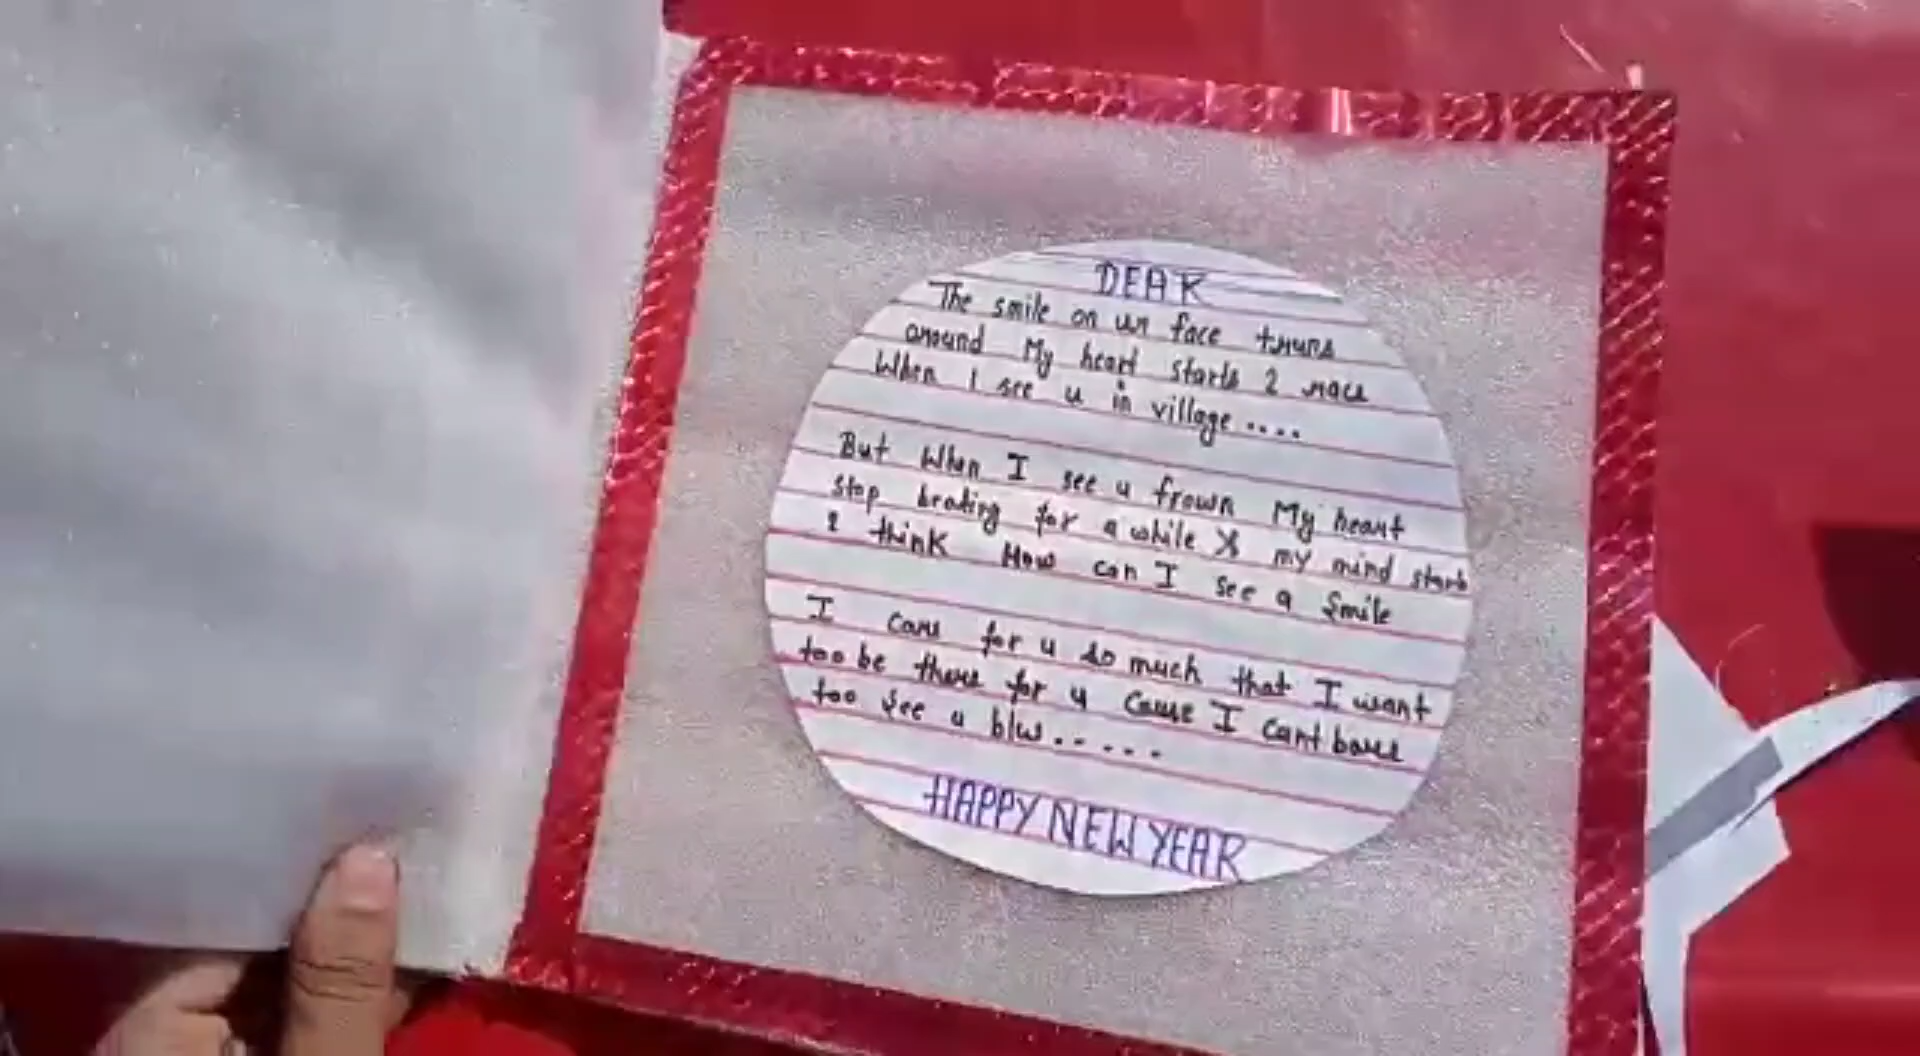 DEAR
The smile on ur face turns
around My heart starts 2 race
When I see u in village....
But When I see u frown My heart
stop beating for a while & my mind starts
2 think How can I see a Smile
I care for u so much that I want
too be there for u Cause I cant bare
too see u blue.....
HAPPY NEW YEAR